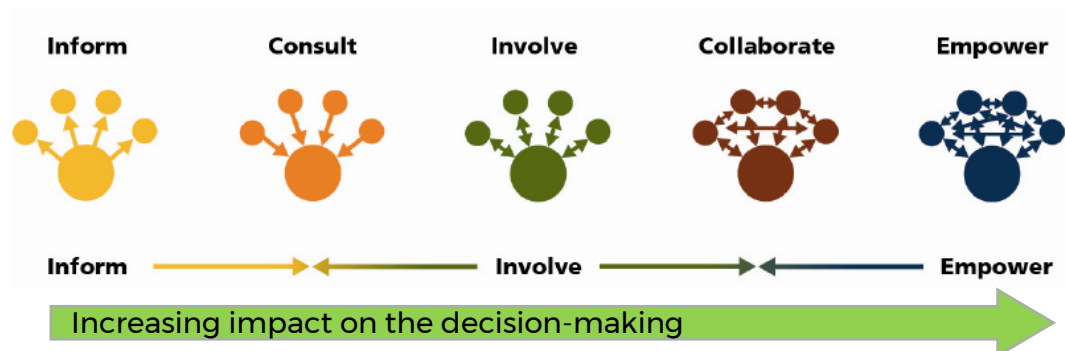 Inform Consult Involve Collaborate Empower
Inform Involve Empower
Increasing impact on the decision-making